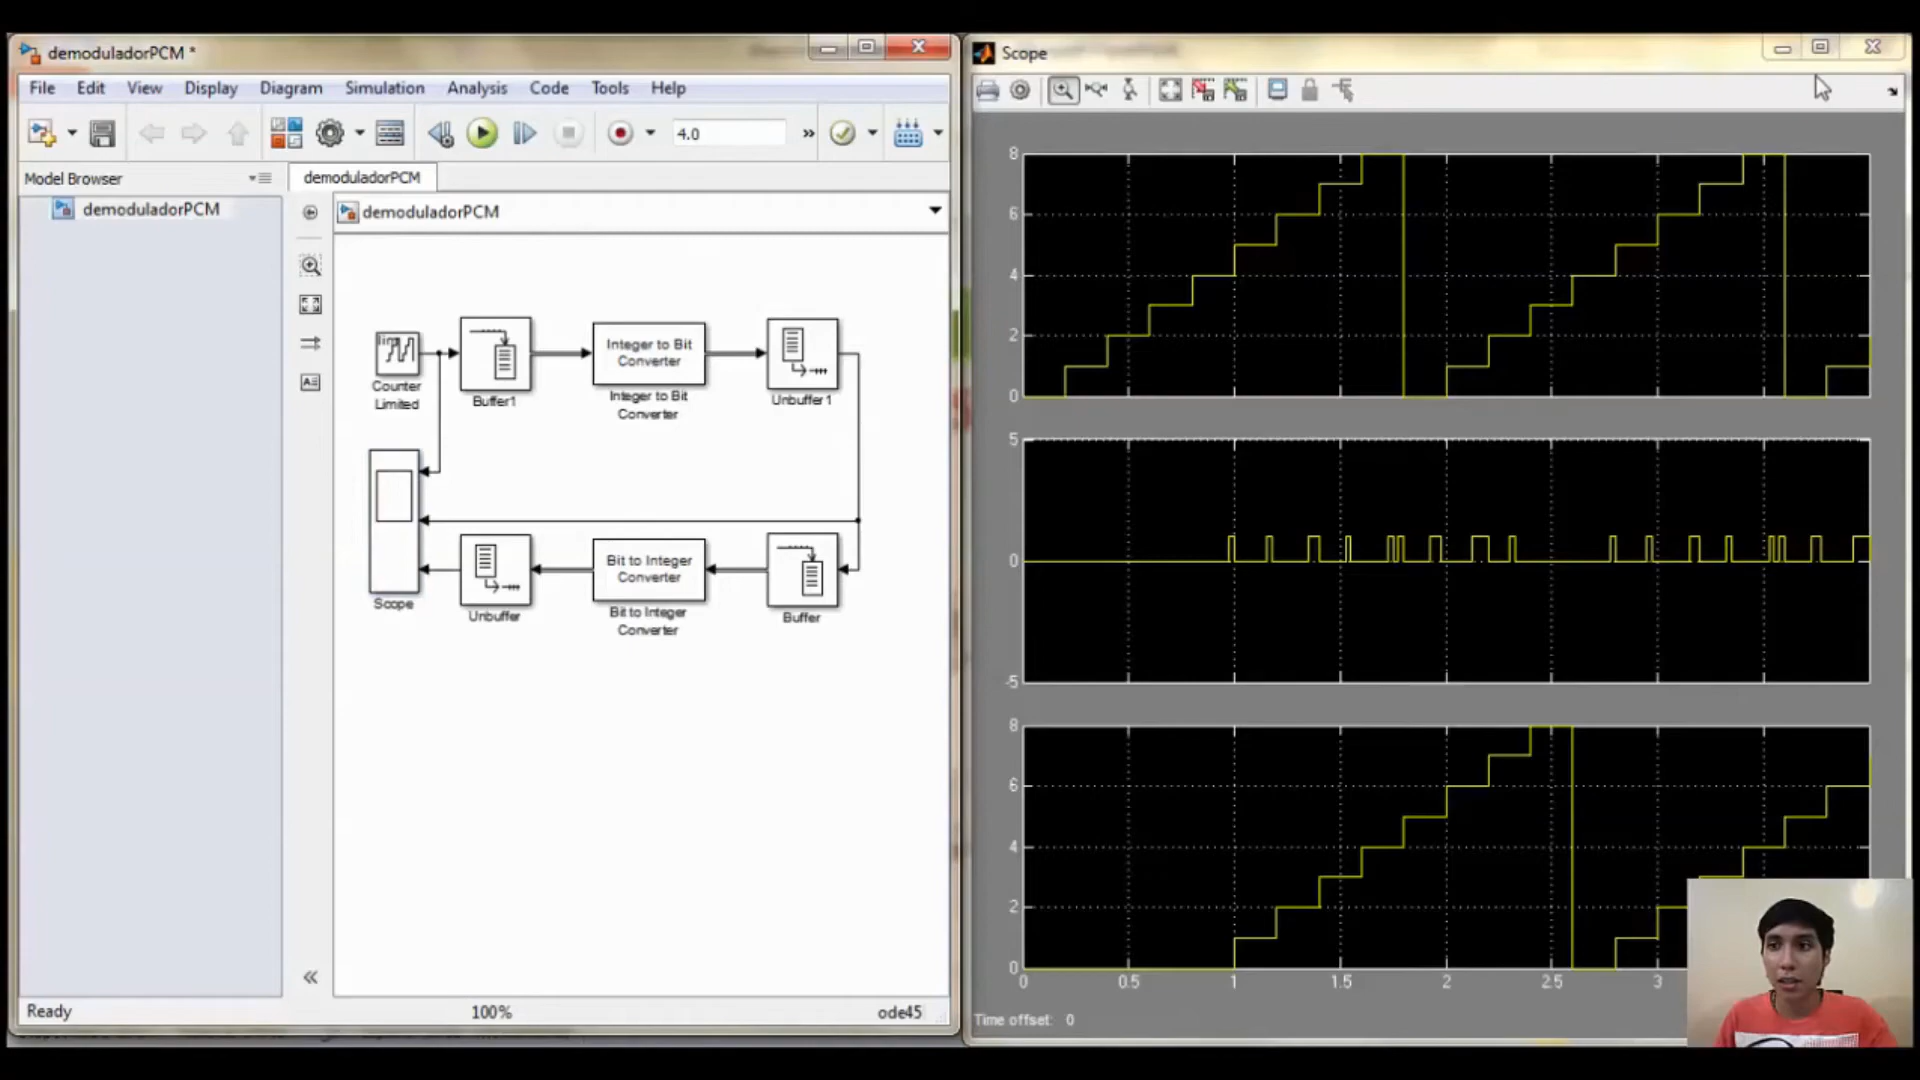 demoduladorPCM *
File Edit View Display Diagram Simulation Analysis Code Tools Help
4.0
Model Browser
demoduladorPCM
demoduladorPCM
demoduladorPCM
Counter
Limited
Buffer1
Integer to Bit
Converter
Integer to Bit
Converter
Unbuffer1
Scope
Unbuffer
Bit to Integer
Converter
Bit to Integer
Converter
Buffer
Ready
100%
ode45
Scope
8
6
4
2
0
5
0
-5
8
6
4
2
0
0 0.5 1 1.5 2 2.5 3
Time offset: 0